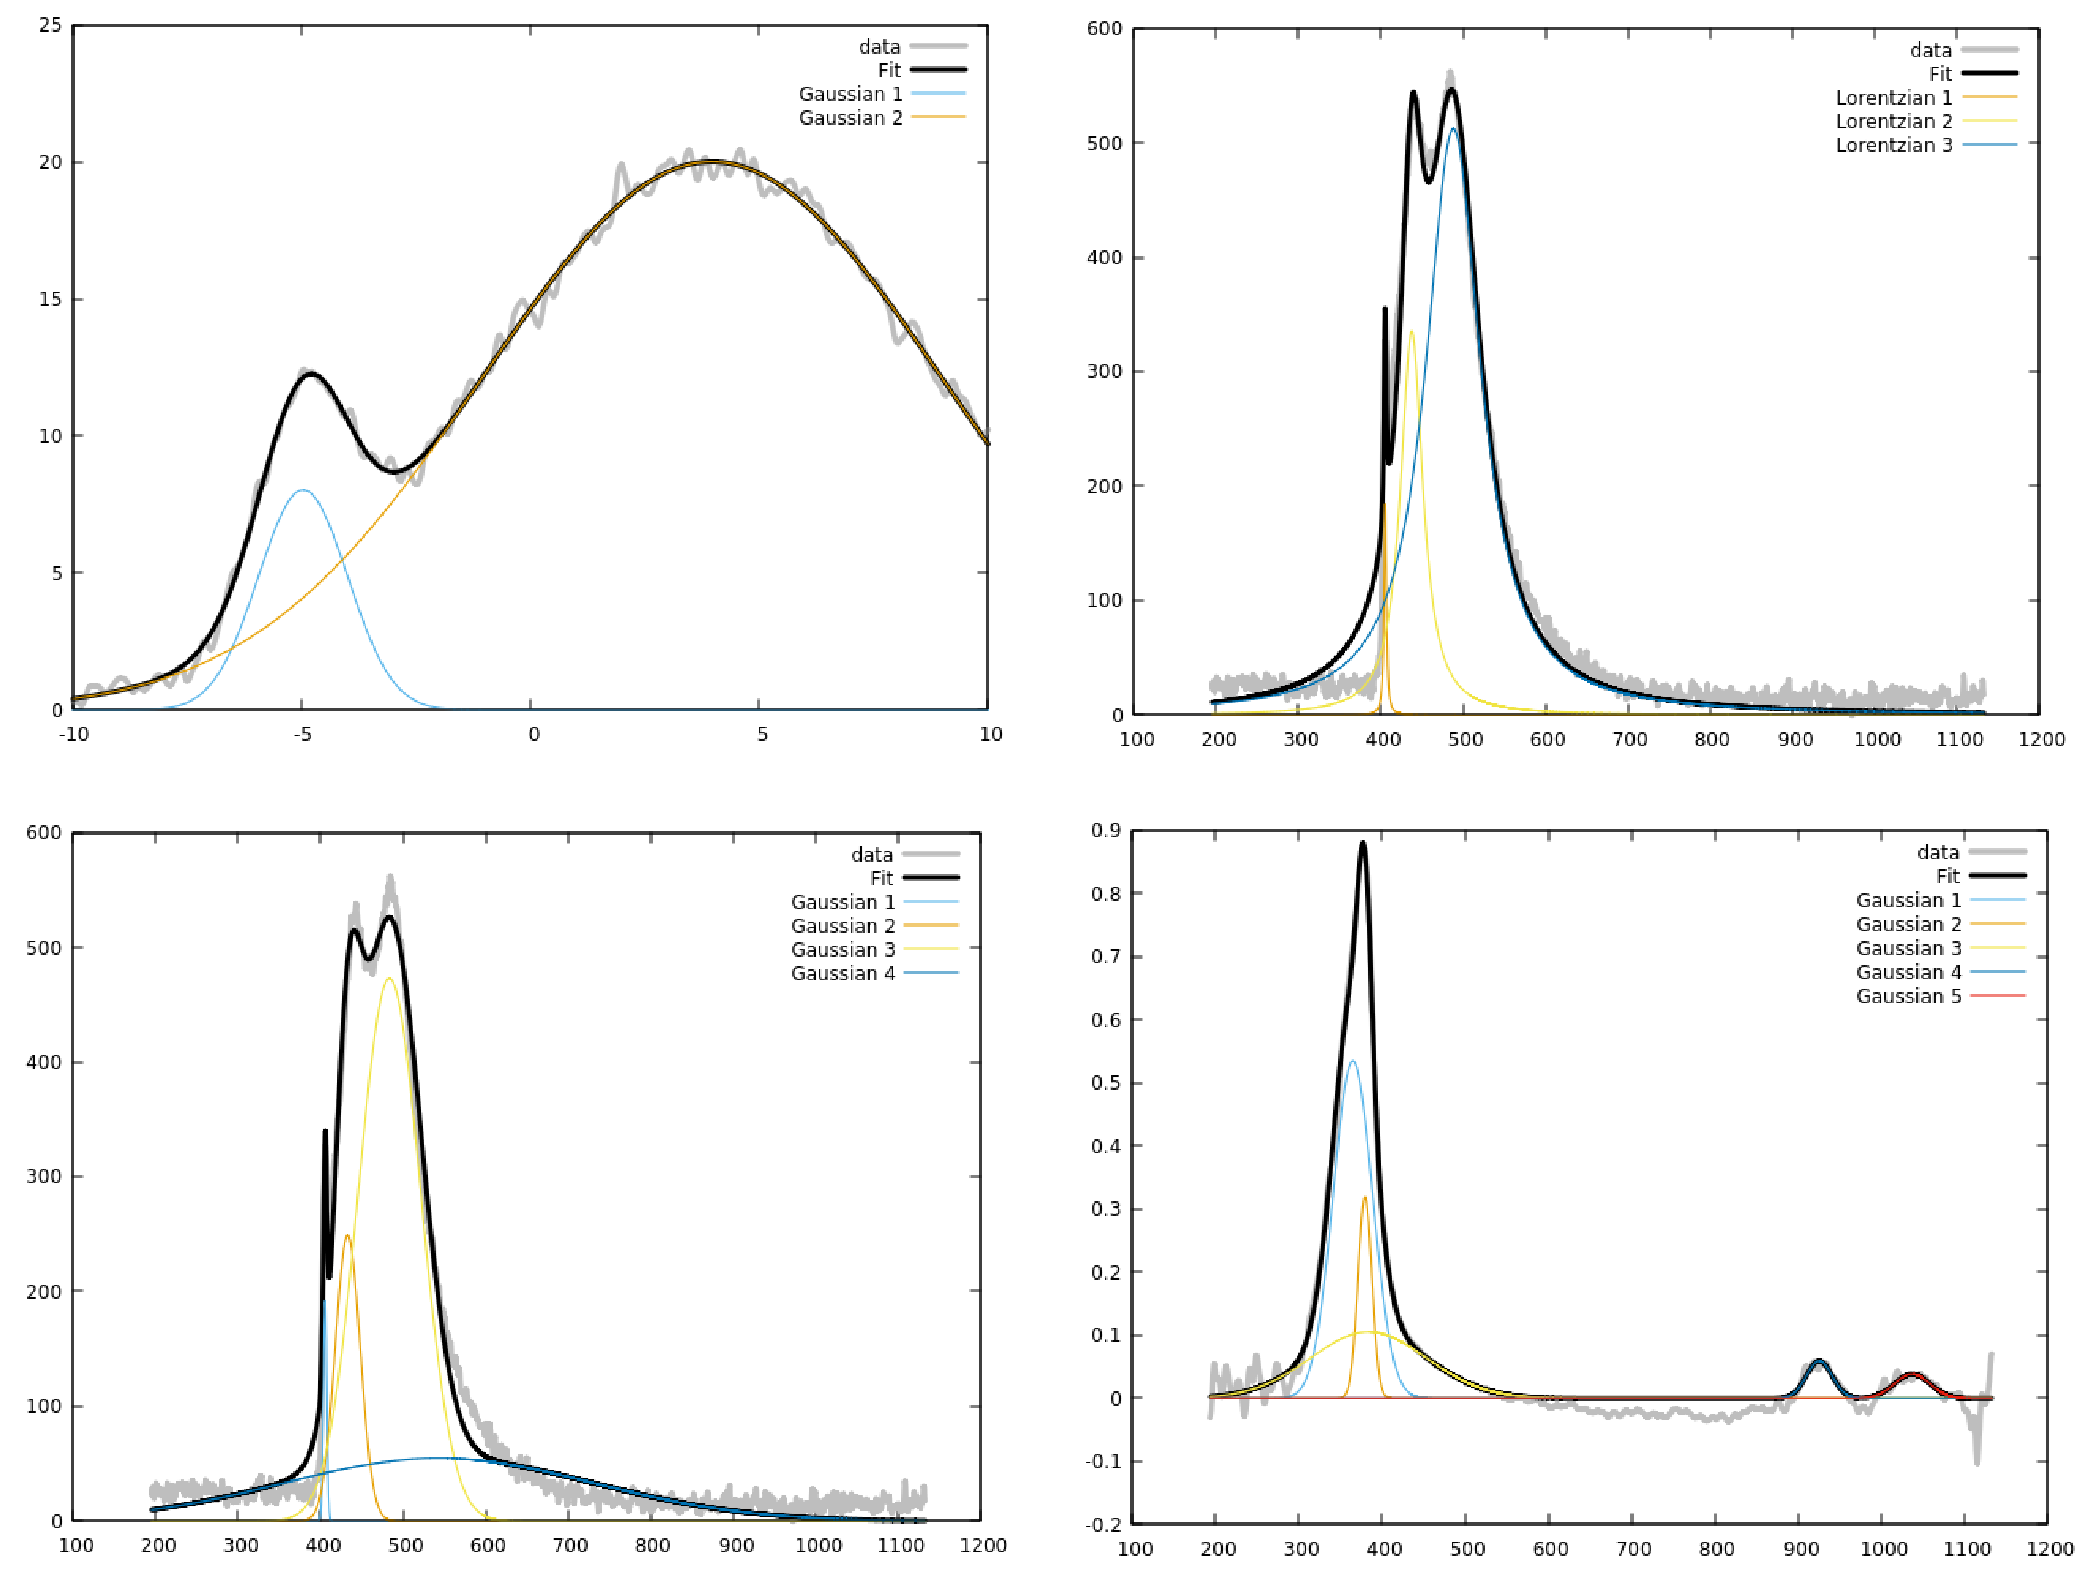 25
20
15
10
5
0
-10 -5 0 5 10
data
Fit
Gaussian 1
Gaussian 2
600
500
400
300
200
100
0
100 200 300 400 500 600 700 800 900 1000 1100 1200
data
Fit
Lorentzian 1
Lorentzian 2
Lorentzian 3
600
500
400
300
200
100
0
100 200 300 400 500 600 700 800 900 1000 1100 1200
data
Fit
Gaussian 1
Gaussian 2
Gaussian 3
Gaussian 4
0.9
0.8
0.7
0.6
0.5
0.4
0.3
0.2
0.1
0
-0.1
-0.2
100 200 300 400 500 600 700 800 900 1000 1100 1200
data
Fit
Gaussian 1
Gaussian 2
Gaussian 3
Gaussian 4
Gaussian 5